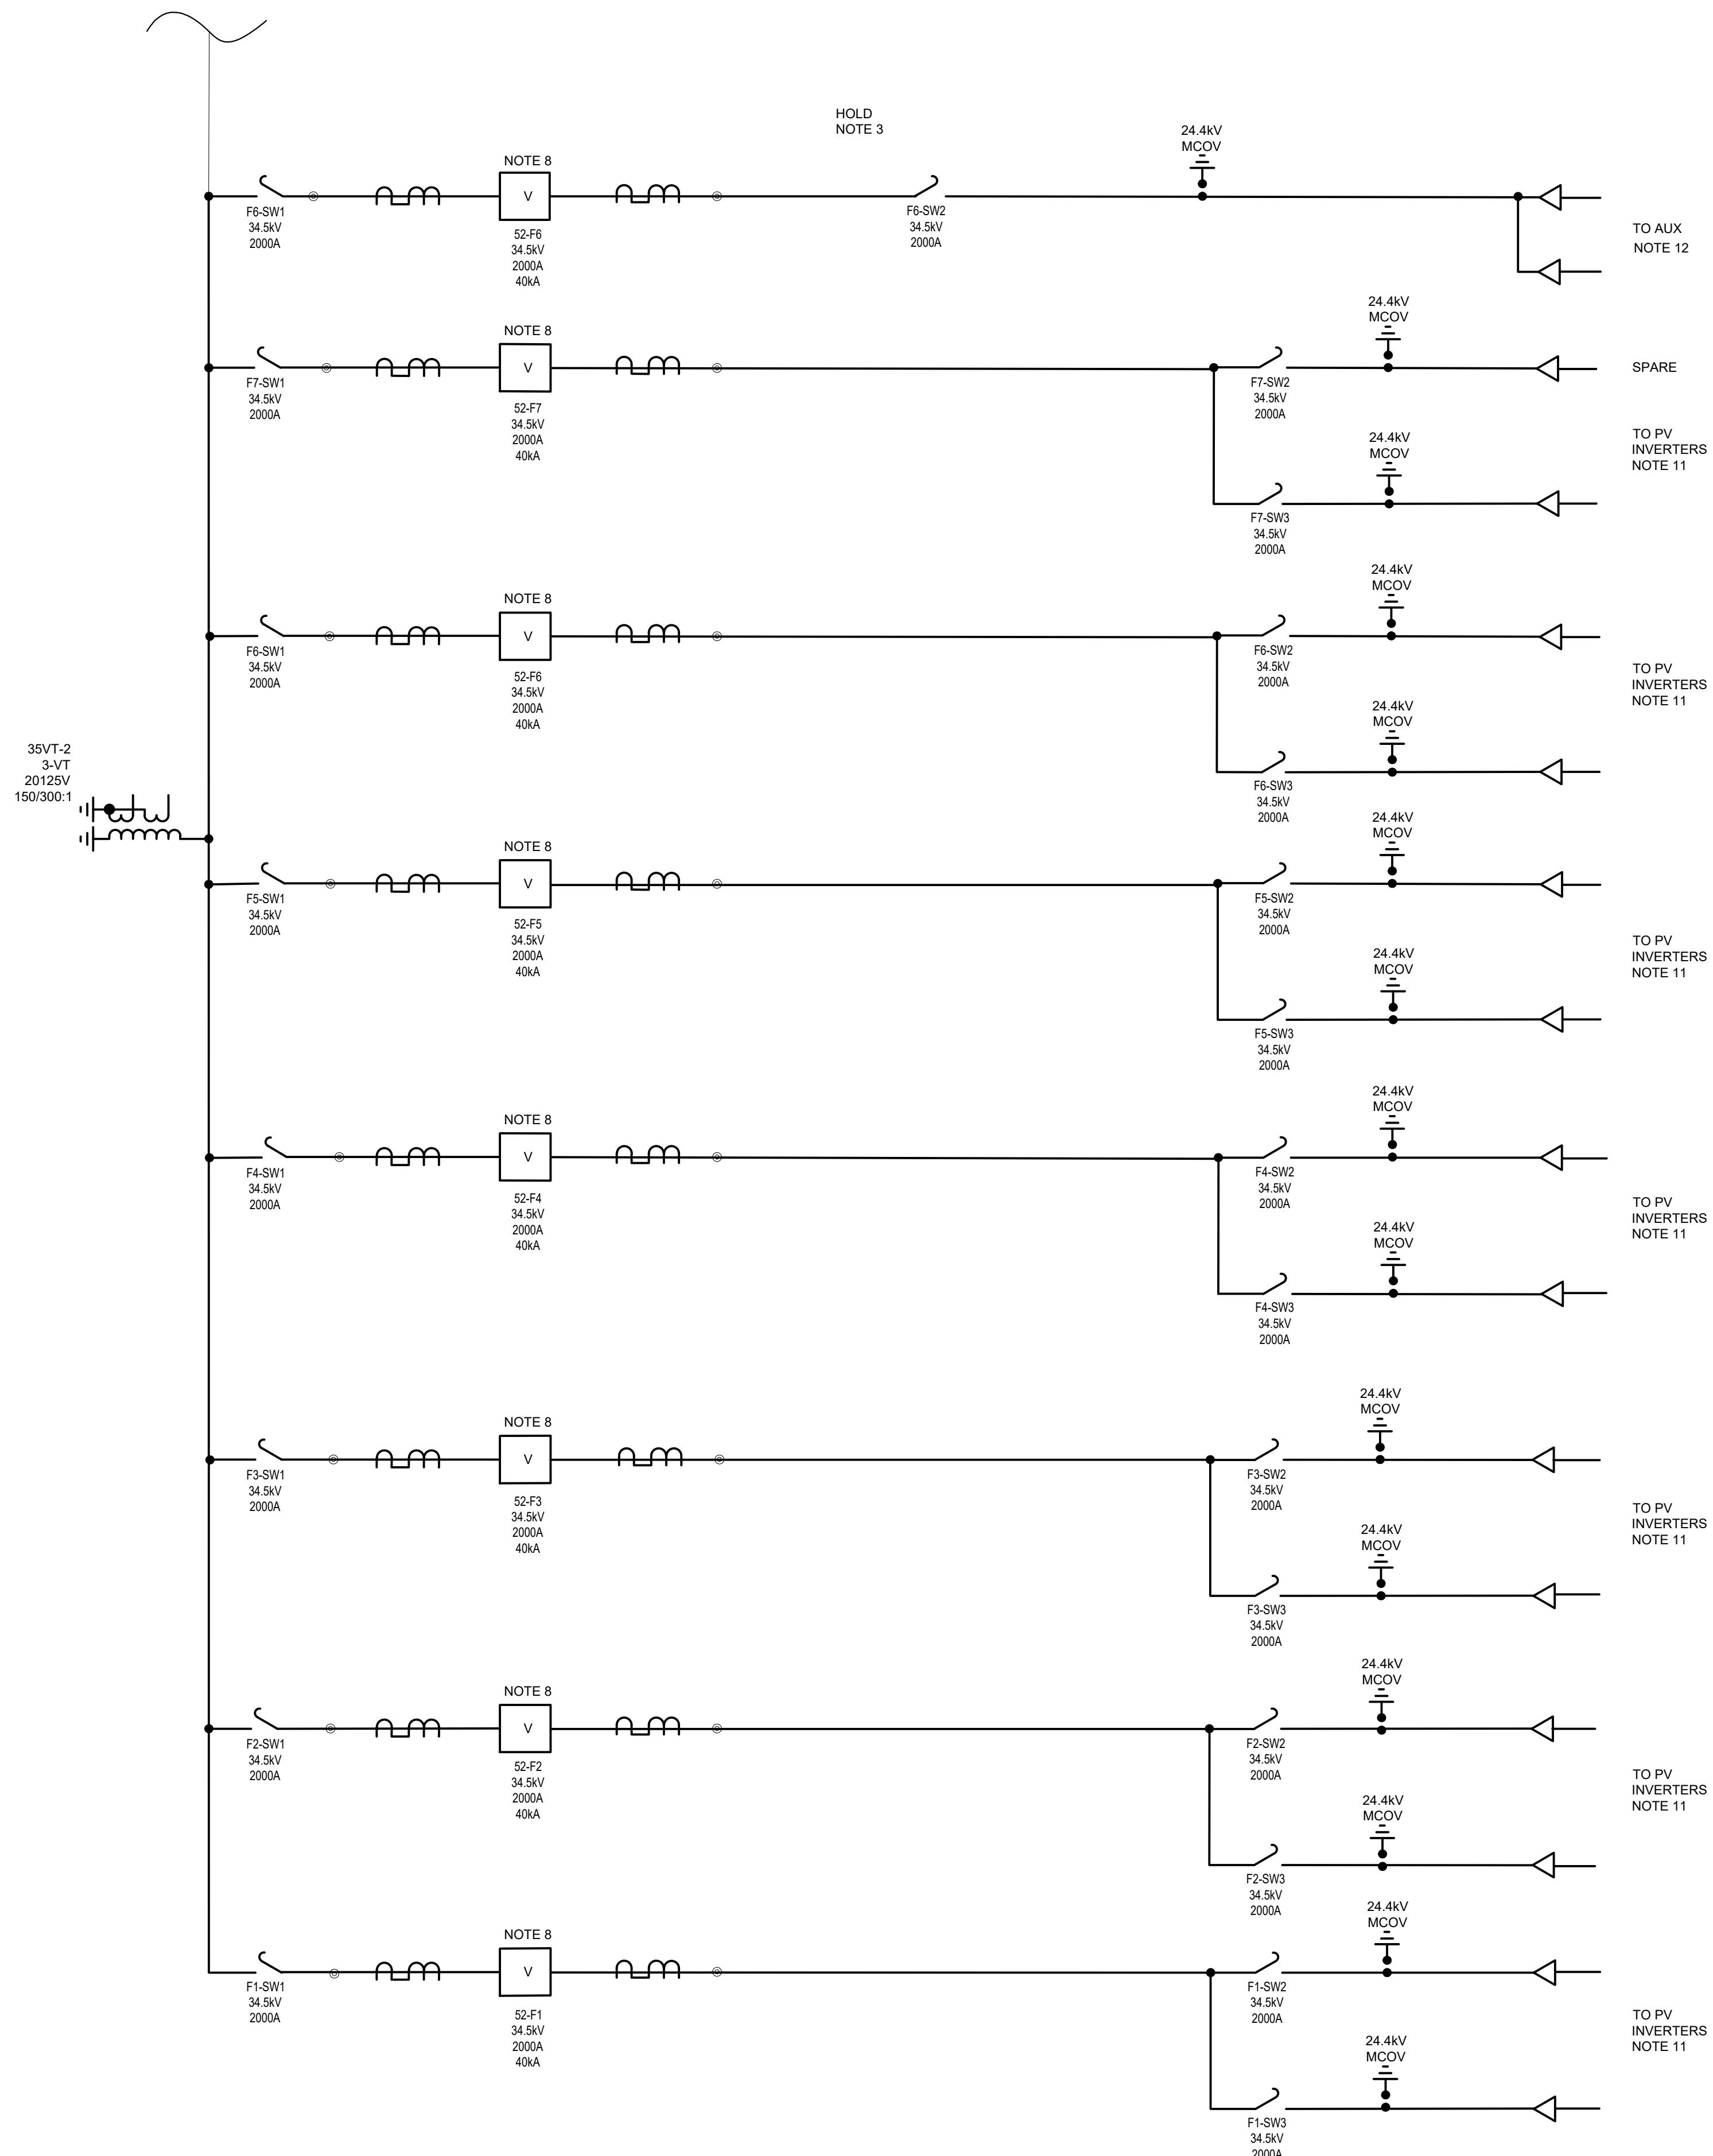 HOLD
NOTE 3
24.4kV
MCOV
NOTE 8
V
F6-SW1
34.5kV
2000A
52-F6
34.5kV
2000A
40kA
F6-SW2
34.5kV
2000A
TO AUX
NOTE 12
24.4kV
MCOV
NOTE 8
V
F7-SW1
34.5kV
2000A
52-F7
34.5kV
2000A
40kA
F7-SW2
34.5kV
2000A
SPARE
24.4kV
MCOV
TO PV
INVERTERS
NOTE 11
F7-SW3
34.5kV
2000A
24.4kV
MCOV
NOTE 8
V
F6-SW1
34.5kV
2000A
52-F6
34.5kV
2000A
40kA
F6-SW2
34.5kV
2000A
TO PV
INVERTERS
NOTE 11
24.4kV
MCOV
F6-SW3
34.5kV
2000A
35VT-2
3-VT
20125V
150/300:1
24.4kV
MCOV
NOTE 8
V
F5-SW1
34.5kV
2000A
52-F5
34.5kV
2000A
40kA
F5-SW2
34.5kV
2000A
TO PV
INVERTERS
NOTE 11
24.4kV
MCOV
F5-SW3
34.5kV
2000A
24.4kV
MCOV
NOTE 8
V
F4-SW1
34.5kV
2000A
52-F4
34.5kV
2000A
40kA
F4-SW2
34.5kV
2000A
TO PV
INVERTERS
NOTE 11
24.4kV
MCOV
F4-SW3
34.5kV
2000A
24.4kV
MCOV
NOTE 8
V
F3-SW1
34.5kV
2000A
52-F3
34.5kV
2000A
40kA
F3-SW2
34.5kV
2000A
TO PV
INVERTERS
NOTE 11
24.4kV
MCOV
F3-SW3
34.5kV
2000A
24.4kV
MCOV
NOTE 8
V
F2-SW1
34.5kV
2000A
52-F2
34.5kV
2000A
40kA
F2-SW2
34.5kV
2000A
TO PV
INVERTERS
NOTE 11
24.4kV
MCOV
F2-SW3
34.5kV
2000A
24.4kV
MCOV
NOTE 8
V
F1-SW1
34.5kV
2000A
52-F1
34.5kV
2000A
40kA
F1-SW2
34.5kV
2000A
TO PV
INVERTERS
NOTE 11
24.4kV
MCOV
F1-SW3
34.5kV
2000A